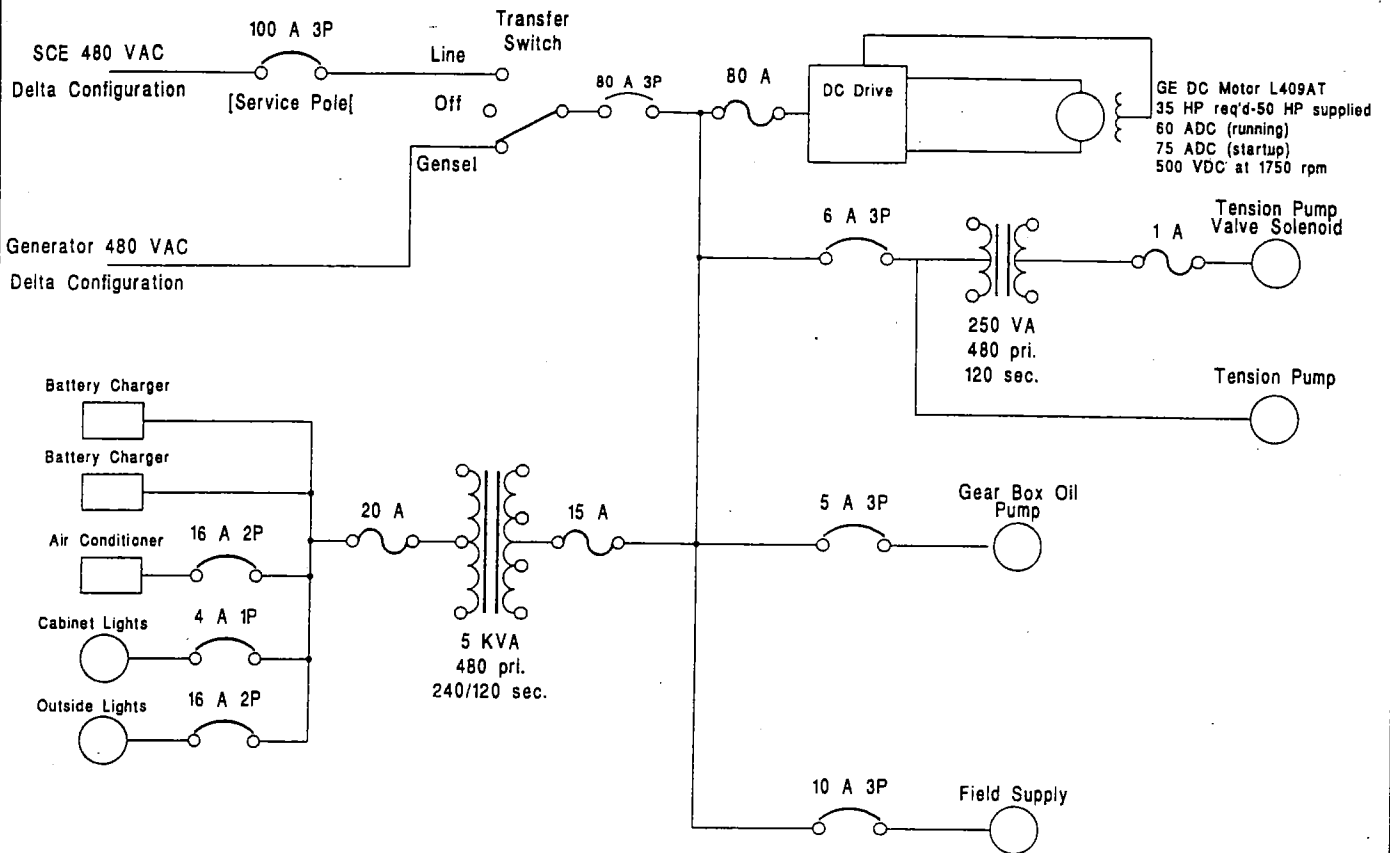 SCE 480 VAC
Delta Configuration
100 A 3P
[Service Pole[
Transfer
Switch
Line
Off
Gensel
Generator 480 VAC
Delta Configuration
80 A 3P
80 A
DC Drive
GE DC Motor L409AT
35 HP req'd-50 HP supplied
60 ADC (running)
75 ADC (startup)
500 VDC at 1750 rpm
6 A 3P
250 VA
480 pri.
120 sec.
1 A
Tension Pump
Valve Solenoid
Tension Pump
Battery Charger
Battery Charger
Air Conditioner
16 A 2P
Cabinet Lights
4 A 1P
Outside Lights
16 A 2P
20 A
5 KVA
480 pri.
240/120 sec.
15 A
5 A 3P
Gear Box Oil
Pump
10 A 3P
Field Supply